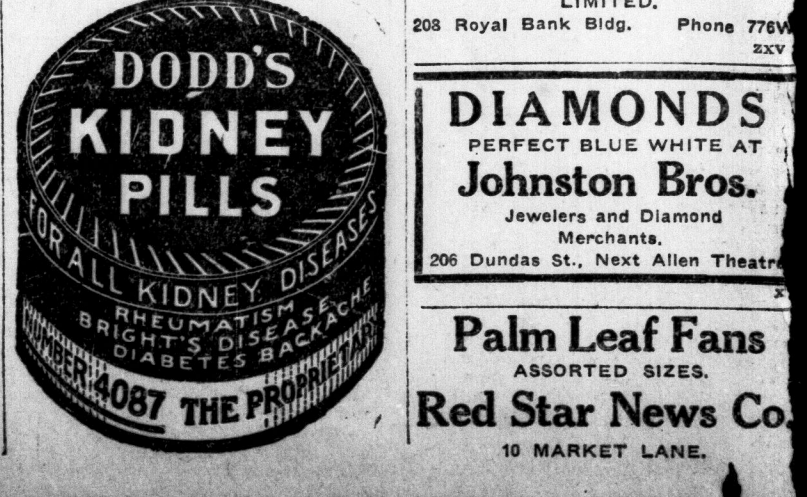 DODD'S
KIDNEY
PILLS
FOR ALL KIDNEY DISEASES
RHEUMATISM
BRIGHT'S DISEASE
DIABETES BACKACHE
NUMBER 4087 THE PROPRIETARY
LIMITED.
208 Royal Bank Bldg. Phone 776W
zxv
DIAMONDS
PERFECT BLUE WHITE AT
Johnston Bros.
Jewelers and Diamond
Merchants.
206 Dundas St., Next Allen Theatre
x
Palm Leaf Fans
ASSORTED SIZES.
Red Star News Co.
10 MARKET LANE.